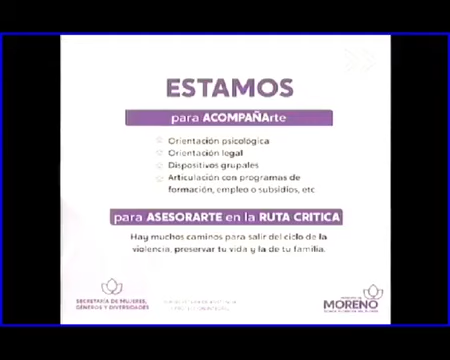 ESTAMOS
para ACOMPAÑArte
Orientación psicológica
Orientación legal
Dispositivos grupales
Articulación con programas de
formación, empleo o subsidios, etc
para ASESORARTE en la RUTA CRITICA
Hay muchos caminos para salir del ciclo de la
violencia, preservar tu vida y la de tu familia.
SECRETARÍA DE MUJERES,
GÉNEROS Y DIVERSIDADES
MORENO